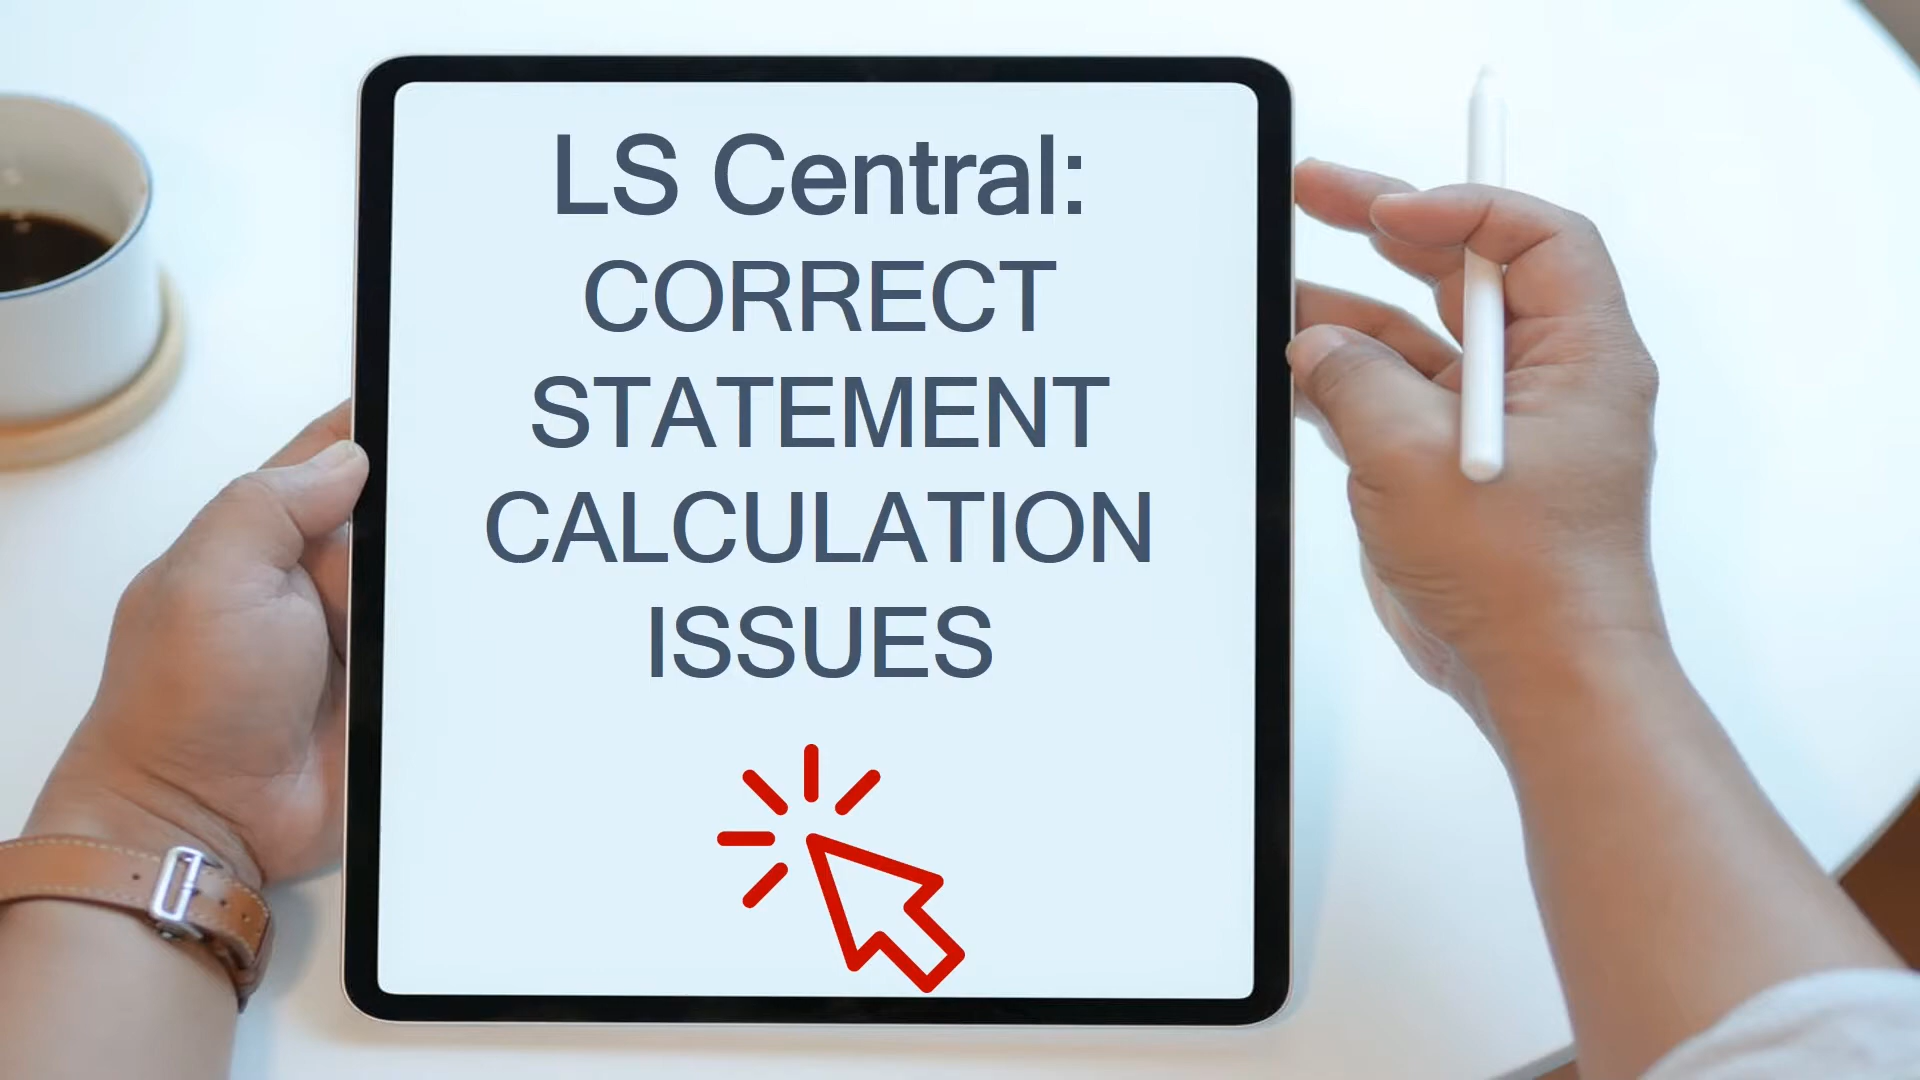 LS Central:
CORRECT
STATEMENT
CALCULATION
ISSUES